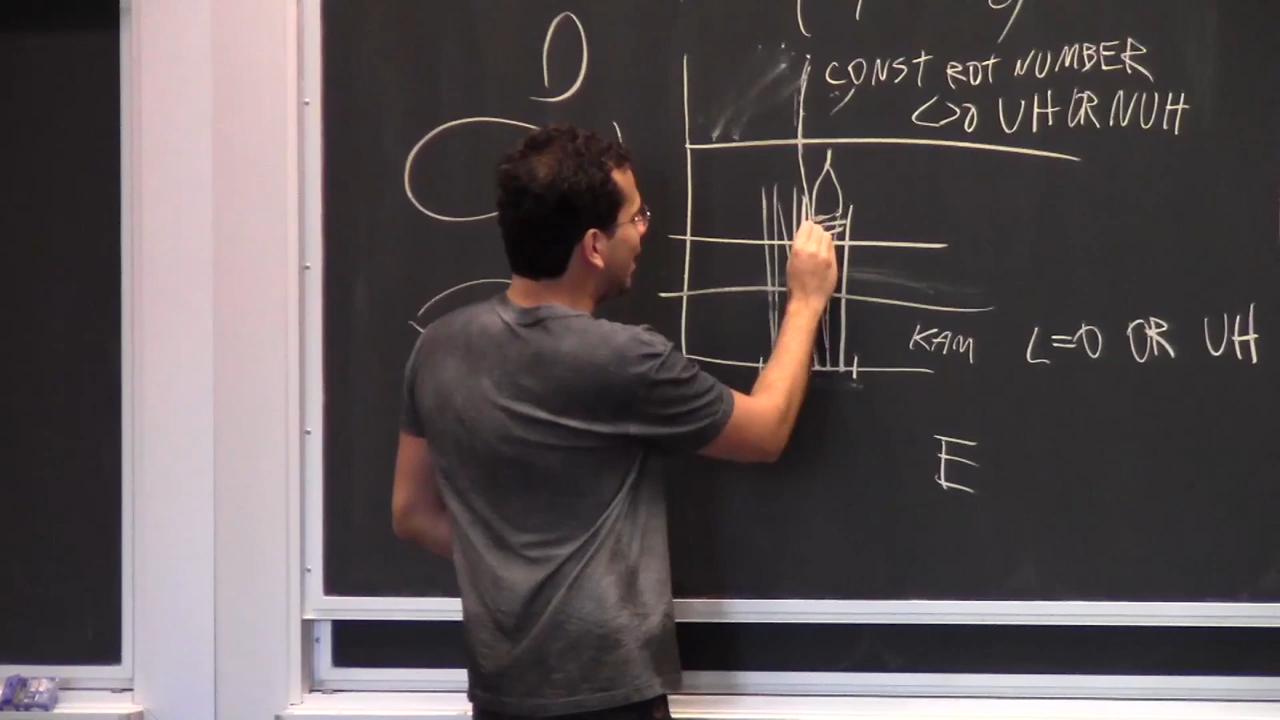 CONST ROT NUMBER
<>0 UH OR NUH
KAM L=0 OR UH
E